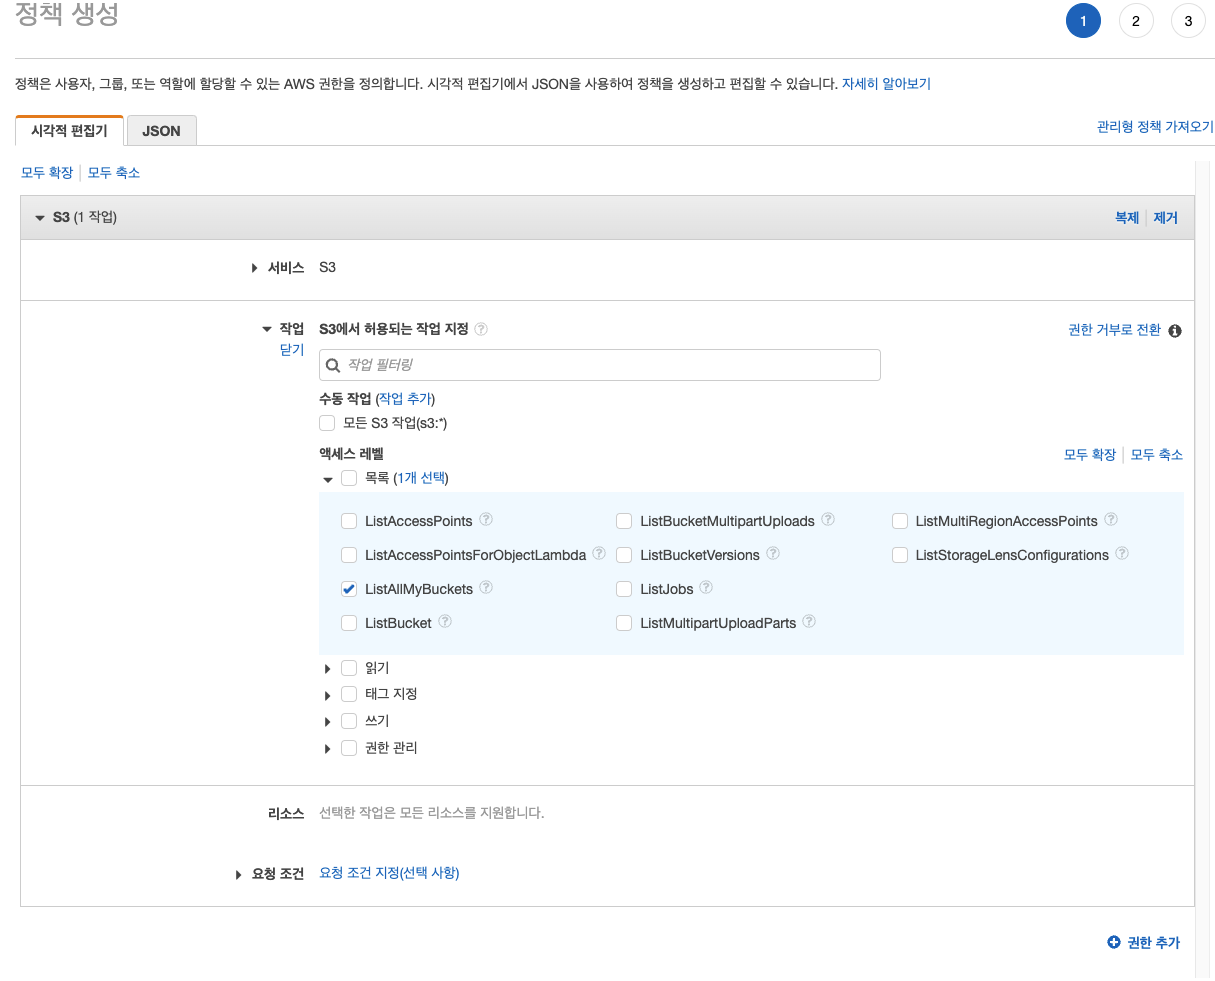 정책 생성
1 2 3
정책은 사용자, 그룹, 또는 역할에 할당할 수 있는 AWS 권한을 정의합니다. 시각적 편집기에서 JSON을 사용하여 정책을 생성하고 편집할 수 있습니다. 자세히 알아보기
시각적 편집기 JSON 관리형 정책 가져오기
모두 확장 모두 축소
S3 (1 작업) 복제 제거
서비스 S3
작업 S3에서 허용되는 작업 지정 ? 권한 거부로 전환
닫기
작업 필터링
수동 작업 (작업 추가)
모든 S3 작업(s3:*)
액세스 레벨 모두 확장 모두 축소
목록 (1개 선택)
ListAccessPoints ? ListBucketMultipartUploads ? ListMultiRegionAccessPoints ?
ListAccessPointsForObjectLambda ? ListBucketVersions ? ListStorageLensConfigurations ?
ListAllMyBuckets ? ListJobs ?
ListBucket ? ListMultipartUploadParts ?
읽기
태그 지정
쓰기
권한 관리
리소스 선택한 작업은 모든 리소스를 지원합니다.
요청 조건 요청 조건 지정(선택 사항)
권한 추가